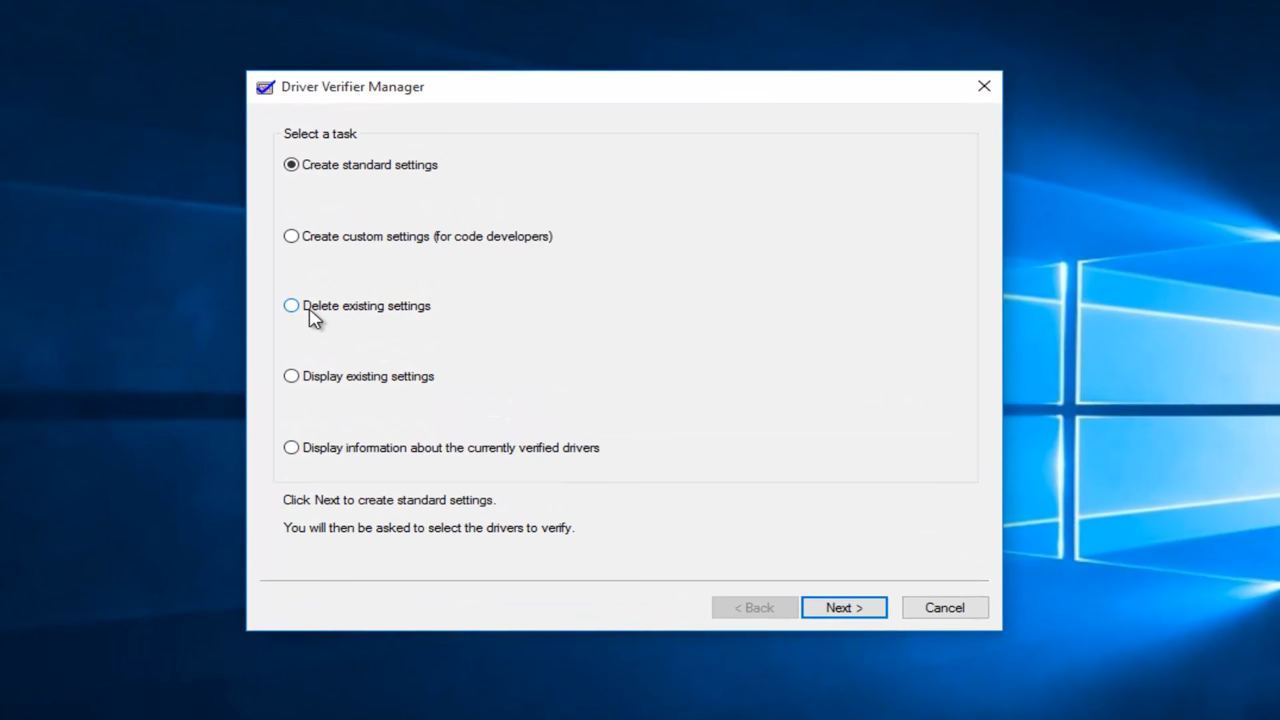 Driver Verifier Manager
Select a task
Create standard settings
Create custom settings (for code developers)
Delete existing settings
Display existing settings
Display information about the currently verified drivers
Click Next to create standard settings.
You will then be asked to select the drivers to verify.
< Back Next > Cancel